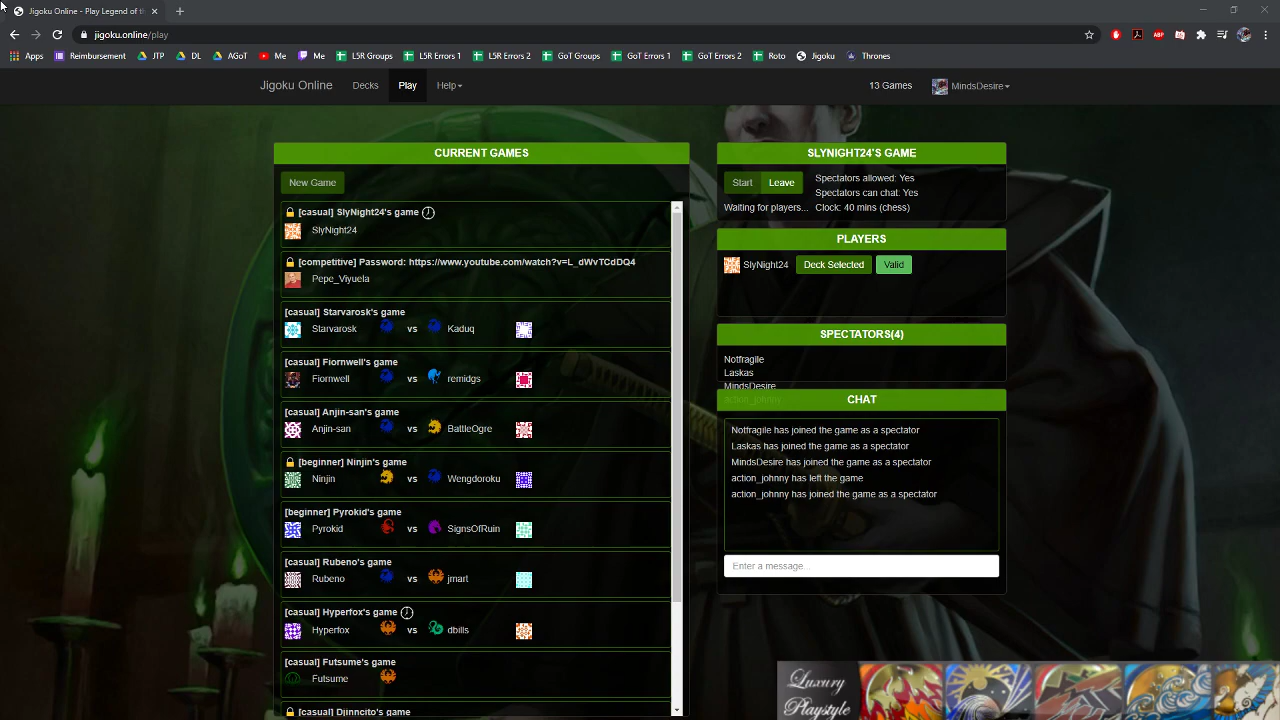 Jigoku Online - Play Legend of th
jigoku.online/play
Apps
Reimbursement
JTP
DL
AGoT
Me
Me
L5R Groups
L5R Errors 1
L5R Errors 2
GoT Groups
GoT Errors 1
GoT Errors 2
Roto
Jigoku
Thrones
Jigoku Online
Decks
Play
Help
13 Games
MindsDesire
CURRENT GAMES
New Game
[casual] SlyNight24's game
SlyNight24
[competitive] Password: https://www.youtube.com/watch?v=L_dWvTCdDQ4
Pepe_Viyuela
[casual] Starvarosk's game
Starvarosk vs Kaduq
[casual] Fiornwell's game
Fiornwell vs remidgs
[casual] Anjin-san's game
Anjin-san vs BattleOgre
[beginner] Ninjin's game
Ninjin vs Wengdoroku
[beginner] Pyrokid's game
Pyrokid vs SignsOfRuin
[casual] Rubeno's game
Rubeno vs jmart
[casual] Hyperfox's game
Hyperfox vs dbills
[casual] Futsume's game
Futsume
[casual] Djinncito's game
SLYNIGHT24'S GAME
Start
Leave
Waiting for players...
Spectators allowed: Yes
Spectators can chat: Yes
Clock: 40 mins (chess)
PLAYERS
SlyNight24
Deck Selected
Valid
SPECTATORS(4)
Notfragile
Laskas
MindsDesire
action_johnny
CHAT
Notfragile has joined the game as a spectator
Laskas has joined the game as a spectator
MindsDesire has joined the game as a spectator
action_johnny has left the game
action_johnny has joined the game as a spectator
Enter a message...
Luxury
Playstyle